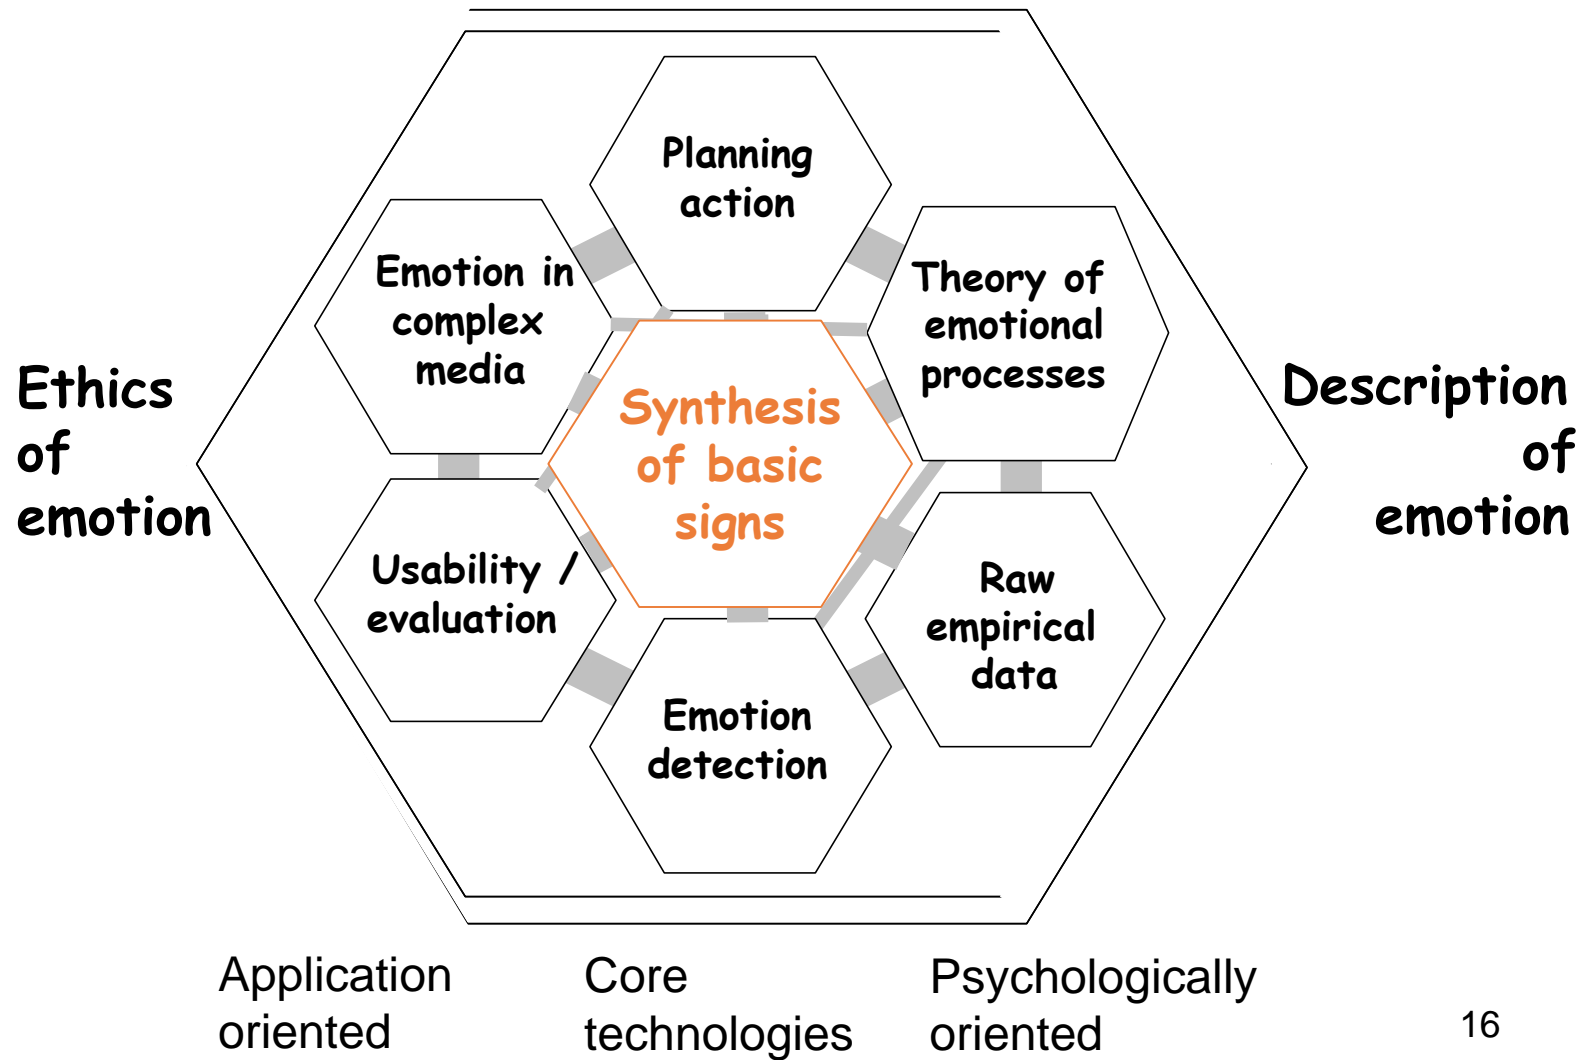 Planning
action
Emotion in
complex
media
Theory of
emotional
processes
Ethics
of
emotion
Synthesis
of basic
signs
Description
of
emotion
Usability /
evaluation
Raw
empirical
data
Emotion
detection
Application
oriented
Core
technologies
Psychologically
oriented
16